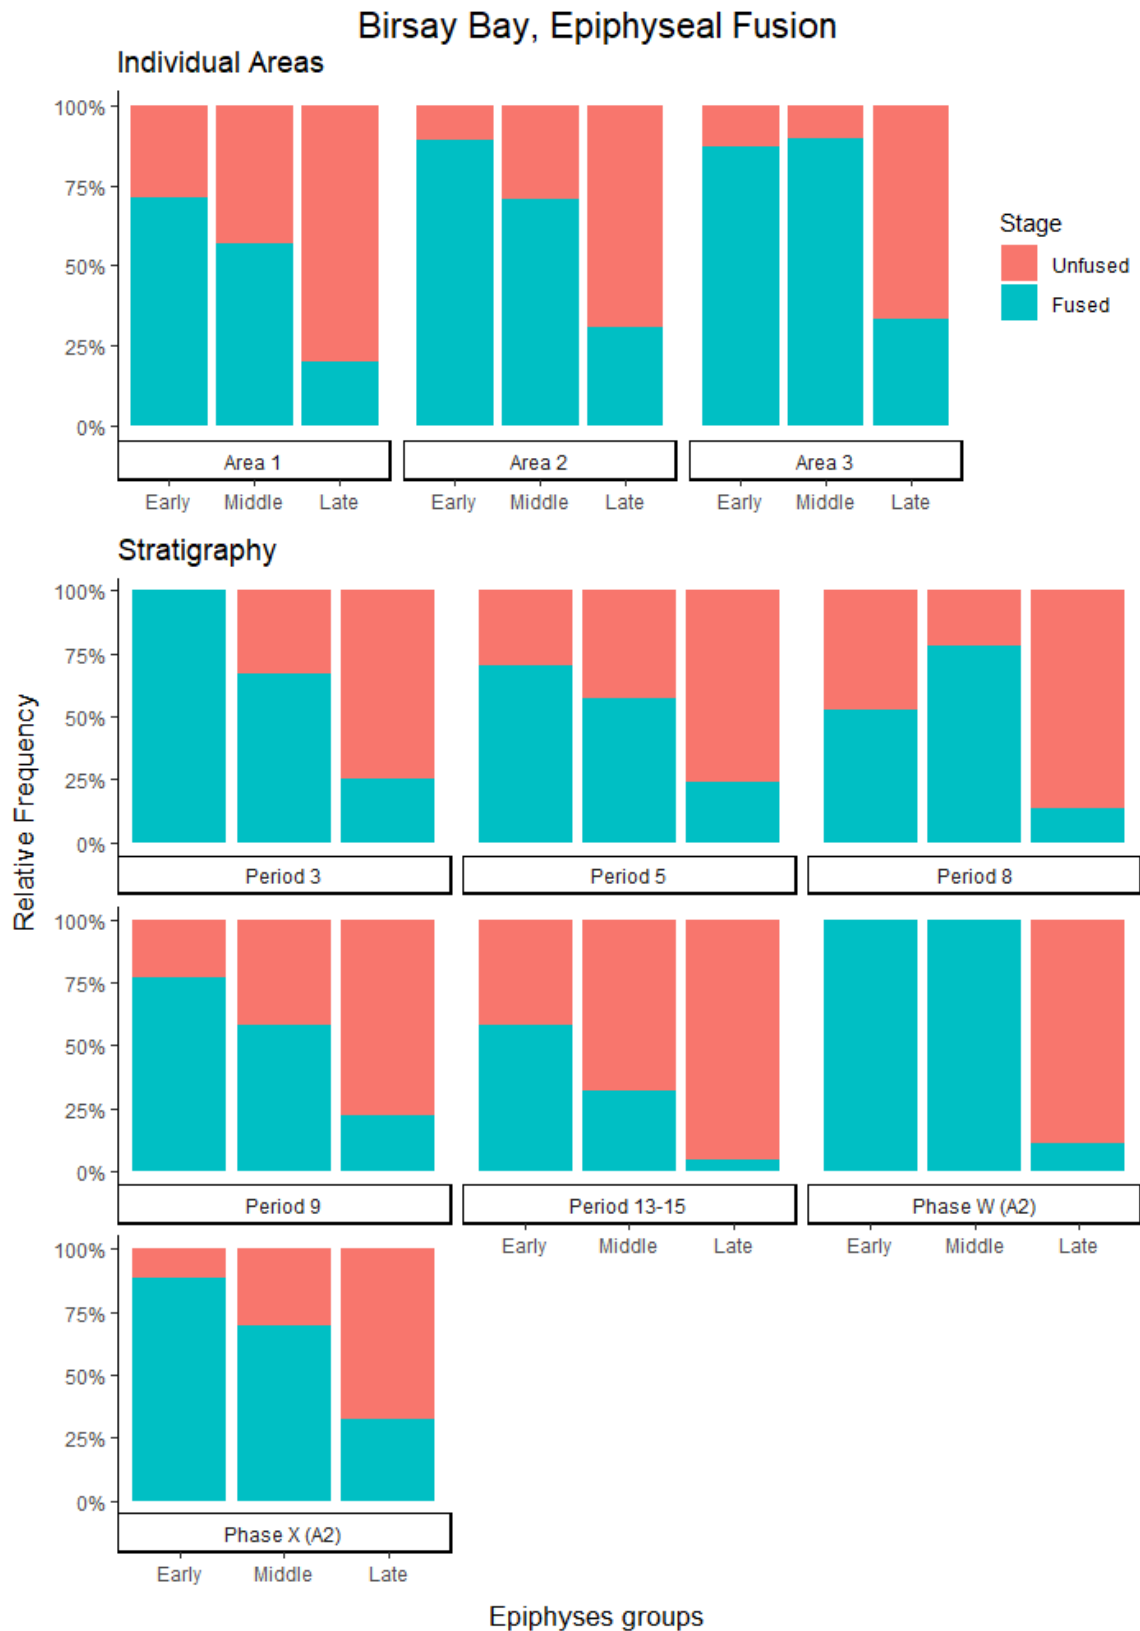 Birsay Bay, Epiphyseal Fusion
Individual Areas
100%
75%
50%
25%
0%
Area 1
Area 2
Area 3
Early Middle Late
Early Middle Late
Early Middle Late
Stage
Unfused
Fused
Stratigraphy
Relative Frequency
100%
75%
50%
25%
0%
Period 3
Period 5
Period 8
100%
75%
50%
25%
0%
Period 9
Period 13-15
Phase W (A2)
Early Middle Late
Early Middle Late
100%
75%
50%
25%
0%
Phase X (A2)
Early Middle Late
Epiphyses groups